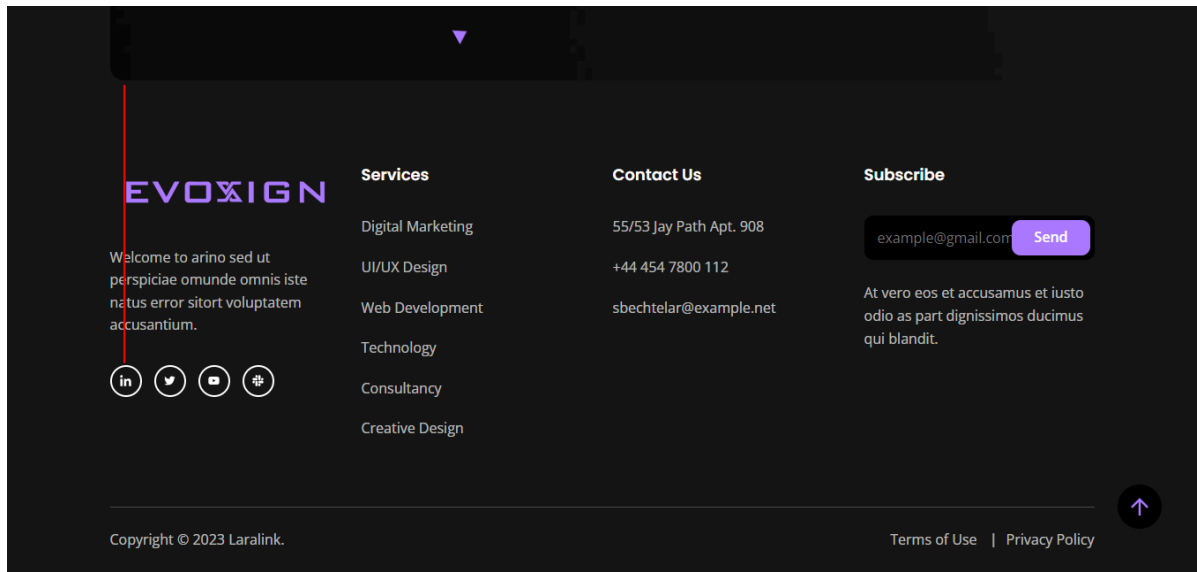 EVOXIGN
Welcome to arino sed ut
perspiciae omunde omnis iste
natus error sitort voluptatem
accusantium.
in
Services
Digital Marketing
UI/UX Design
Web Development
Technology
Consultancy
Creative Design
Contact Us
55/53 Jay Path Apt. 908
+44 454 7800 112
sbechtelar@example.net
Subscribe
example@gmail.com
Send
At vero eos et accusamus et iusto
odio as part dignissimos ducimus
qui blandit.
Copyright © 2023 Laralink.
Terms of Use | Privacy Policy